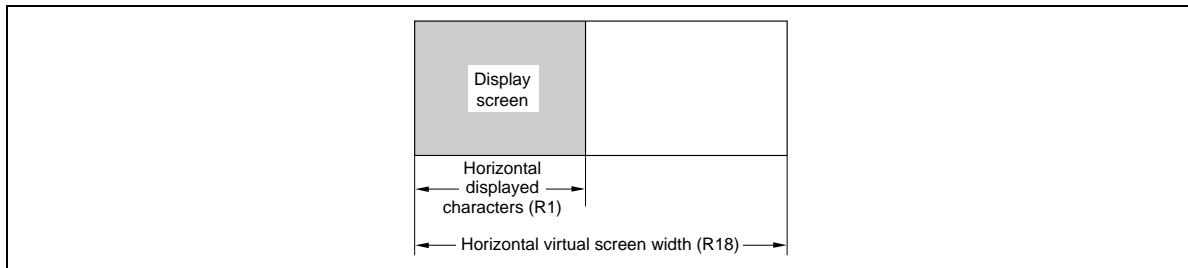 Display
screen
Horizontal
displayed
characters (R1)
Horizontal virtual screen width (R18)